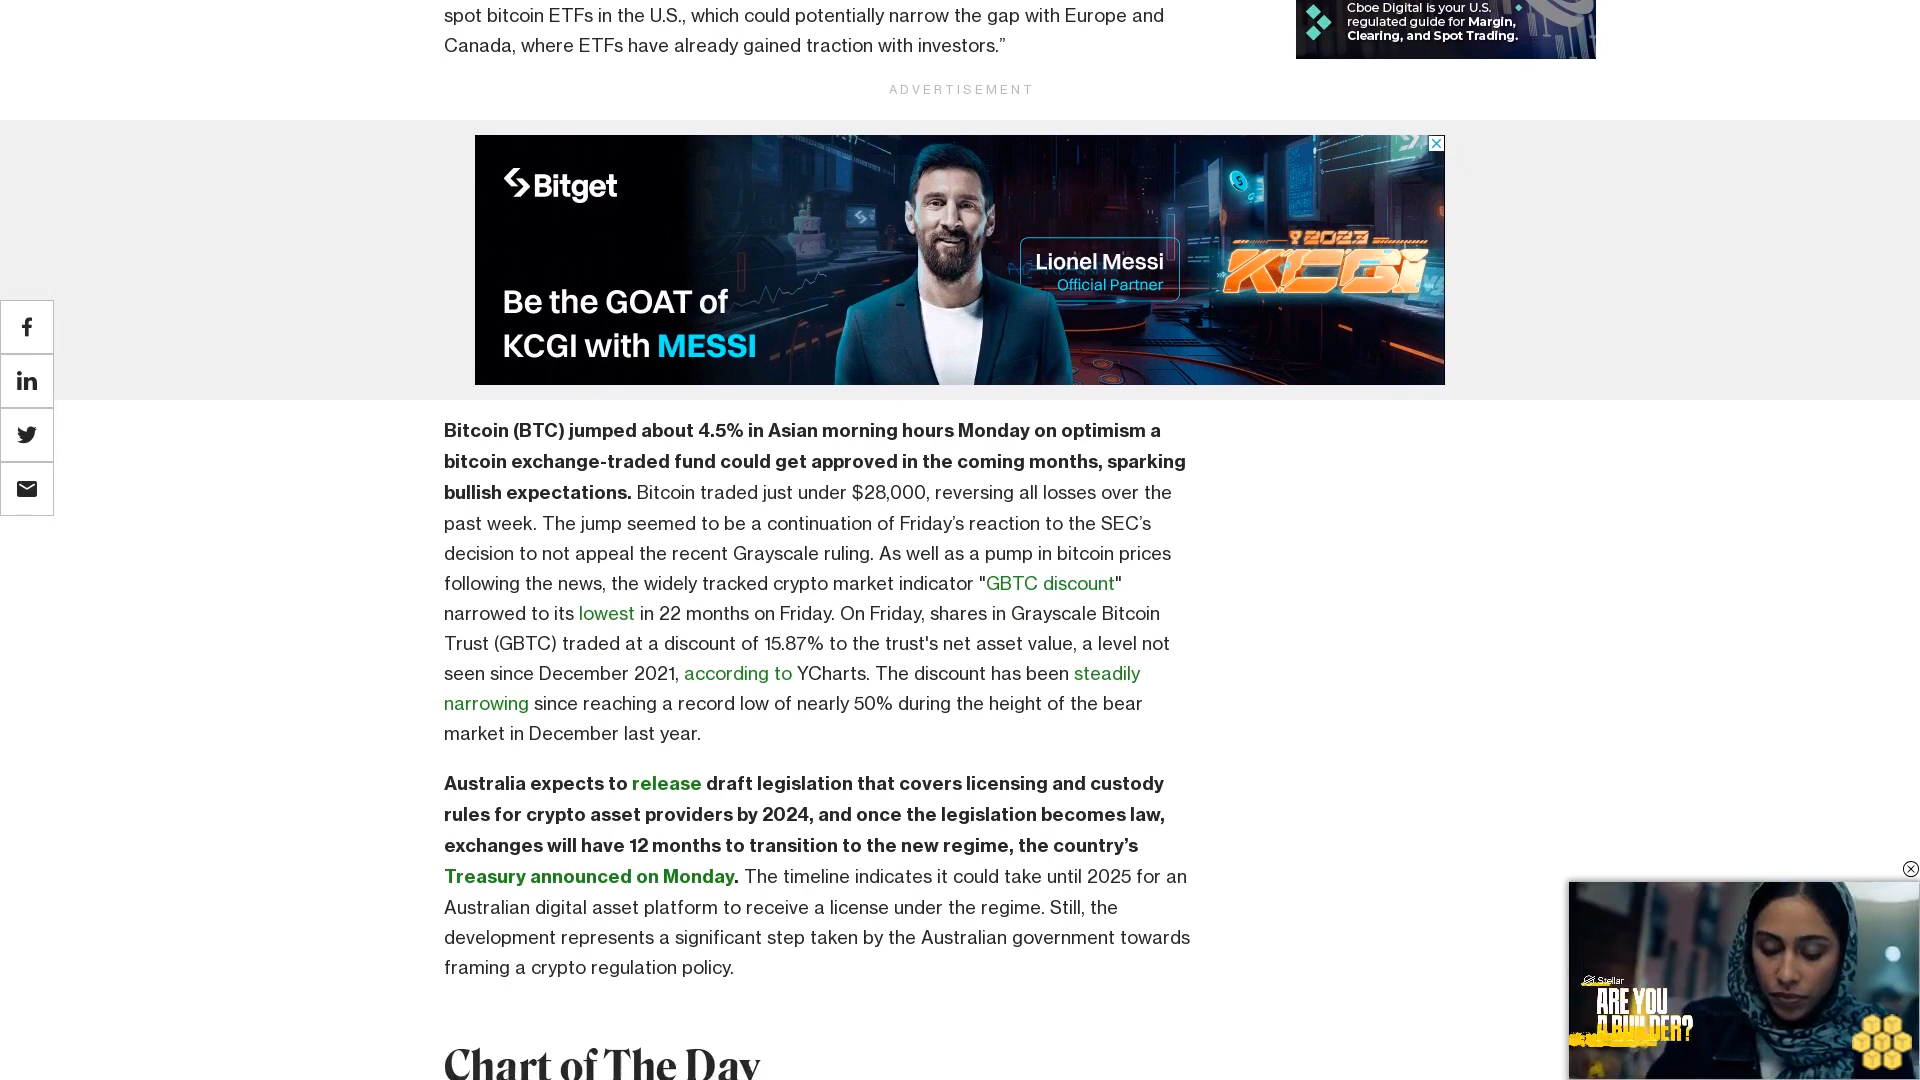 spot bitcoin ETFs in the U.S., which could potentially narrow the gap with Europe and
Canada, where ETFs have already gained traction with investors.”
Cboe Digital is your U.S.
regulated guide for Margin,
Clearing, and Spot Trading.
ADVERTISEMENT
Bitget
Be the GOAT of
KCGI with MESSI
Lionel Messi
Official Partner
Y2023
KCGI
Bitcoin (BTC) jumped about 4.5% in Asian morning hours Monday on optimism a
bitcoin exchange-traded fund could get approved in the coming months, sparking
bullish expectations. Bitcoin traded just under $28,000, reversing all losses over the
past week. The jump seemed to be a continuation of Friday’s reaction to the SEC’s
decision to not appeal the recent Grayscale ruling. As well as a pump in bitcoin prices
following the news, the widely tracked crypto market indicator "GBTC discount"
narrowed to its lowest in 22 months on Friday. On Friday, shares in Grayscale Bitcoin
Trust (GBTC) traded at a discount of 15.87% to the trust's net asset value, a level not
seen since December 2021, according to YCharts. The discount has been steadily
narrowing since reaching a record low of nearly 50% during the height of the bear
market in December last year.
Australia expects to release draft legislation that covers licensing and custody
rules for crypto asset providers by 2024, and once the legislation becomes law,
exchanges will have 12 months to transition to the new regime, the country’s
Treasury announced on Monday. The timeline indicates it could take until 2025 for an
Australian digital asset platform to receive a license under the regime. Still, the
development represents a significant step taken by the Australian government towards
framing a crypto regulation policy.
Stellar
ARE YOU
A BUILDER?
Chart of The Day